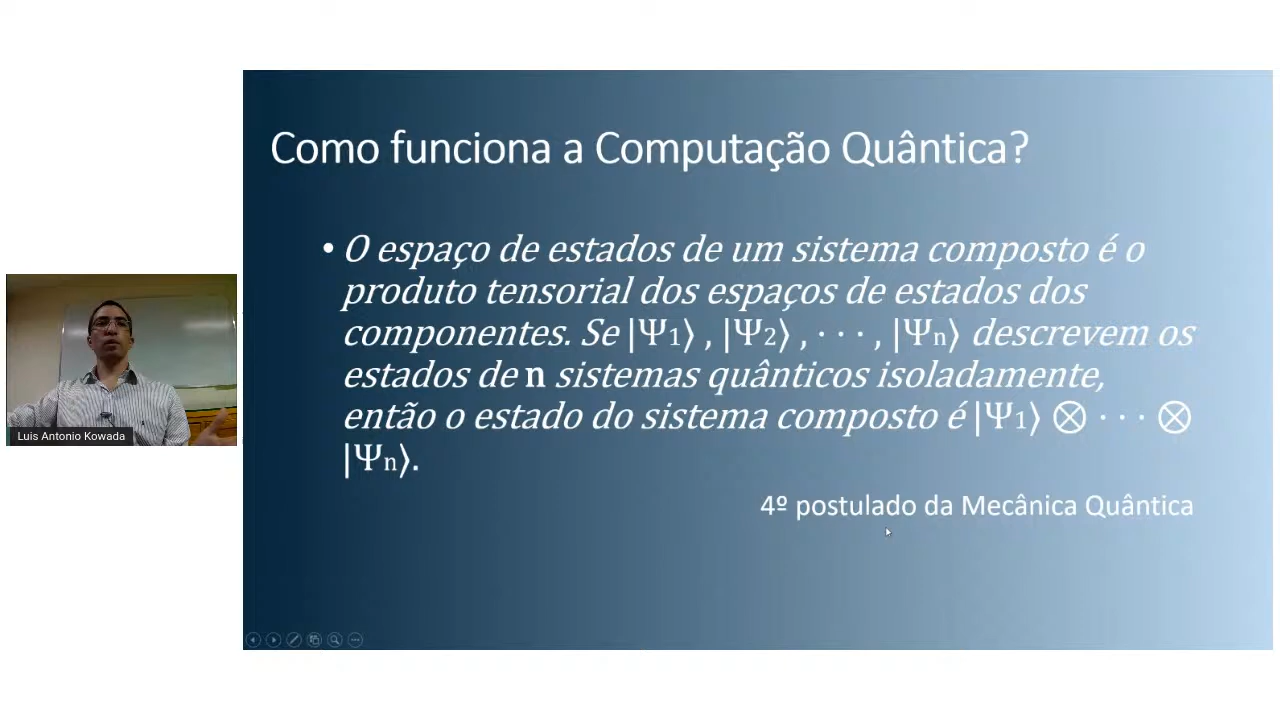 Como funciona a Computação Quântica?
• O espaço de estados de um sistema composto é o
produto tensorial dos espaços de estados dos
componentes. Se |Ψ₁⟩ , |Ψ₂⟩ , · · · , |Ψₙ⟩ descrevem os
estados de n sistemas quânticos isoladamente,
então o estado do sistema composto é |Ψ₁⟩ ⊗ · · · ⊗
|Ψₙ⟩.
4º postulado da Mecânica Quântica
Luis Antonio Kowada